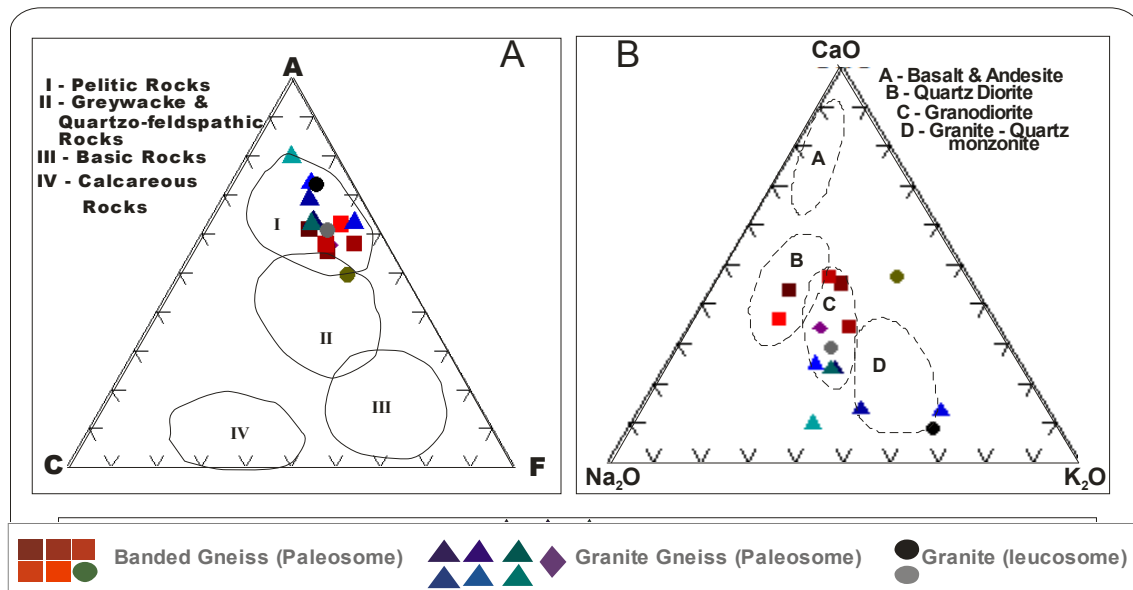 A
A
I - Pelitic Rocks
II - Greywacke &
Quartzo-feldspathic
Rocks
III - Basic Rocks
IV - Calcareous
Rocks
I
II
III
IV
C
F
B
CaO
A - Basalt & Andesite
B - Quartz Diorite
C - Granodiorite
D - Granite - Quartz
monzonite
A
B
C
D
Na₂O
K₂O
Banded Gneiss (Paleosome)
Granite Gneiss (Paleosome)
Granite (leucosome)